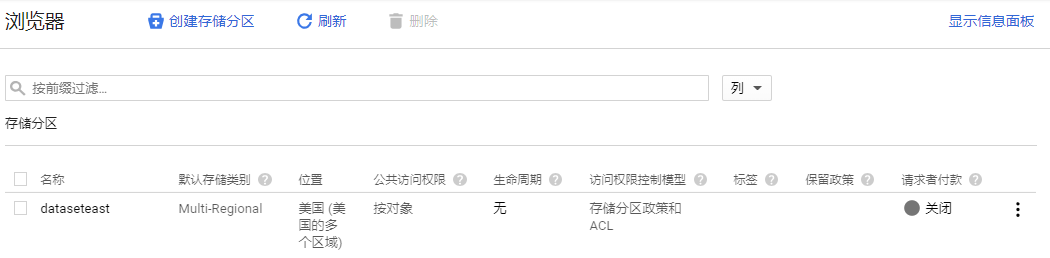 浏览器 创建存储分区 刷新 删除 显示信息面板
按前缀过滤... 列
存储分区
名称 默认存储类别 位置 公共访问权限 生命周期 访问权限控制模型 标签 保留政策 请求者付款
dataseteast Multi-Regional 美国 (美 按对象 无 存储分区政策和 关闭
国的多 ACL
个区域)